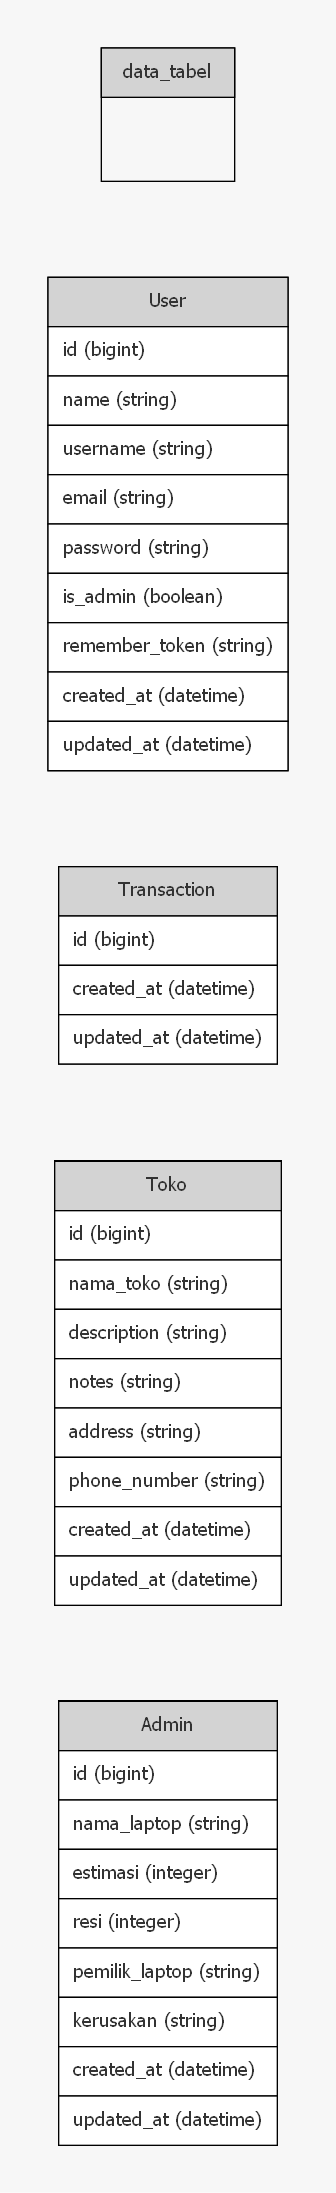 data_tabel
User
id (bigint)
name (string)
username (string)
email (string)
password (string)
is_admin (boolean)
remember_token (string)
created_at (datetime)
updated_at (datetime)
Transaction
id (bigint)
created_at (datetime)
updated_at (datetime)
Toko
id (bigint)
nama_toko (string)
description (string)
notes (string)
address (string)
phone_number (string)
created_at (datetime)
updated_at (datetime)
Admin
id (bigint)
nama_laptop (string)
estimasi (integer)
resi (integer)
pemilik_laptop (string)
kerusakan (string)
created_at (datetime)
updated_at (datetime)